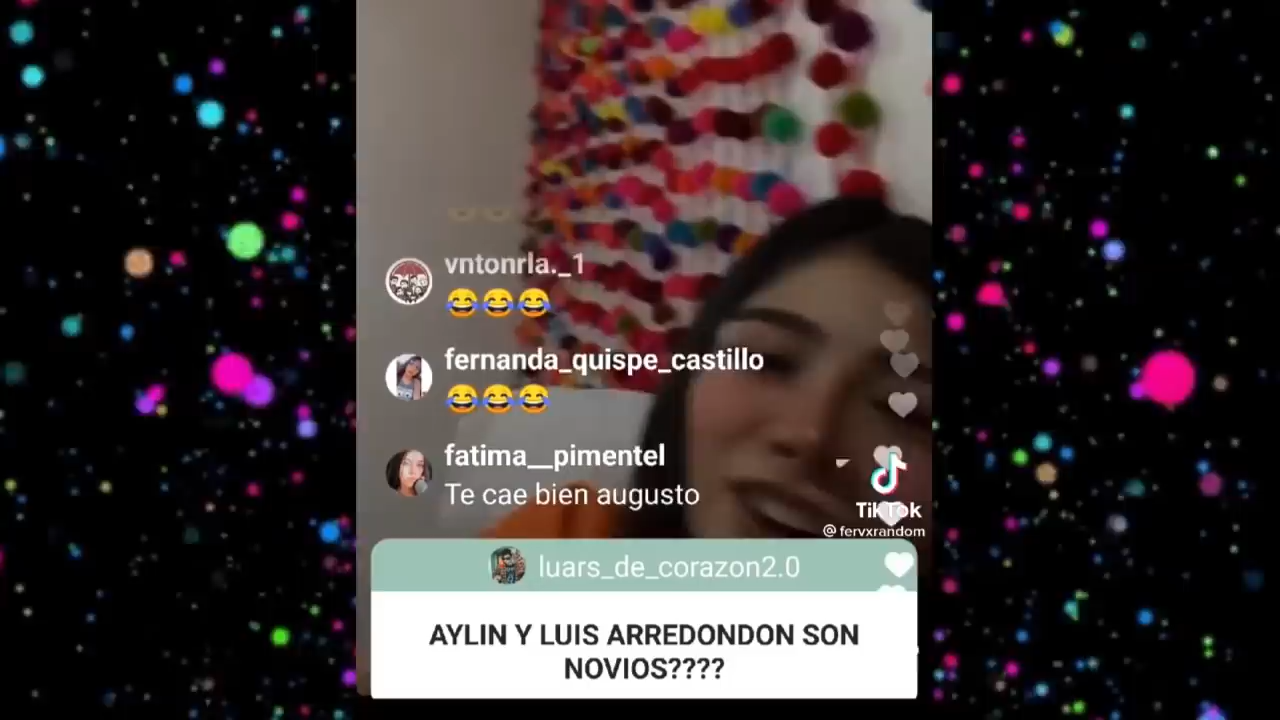 vntonrla._1
😂😂😂
fernanda_quispe_castillo
😂😂😂
fatima__pimentel
Te cae bien augusto
TikTok
@fervxrandom
luars_de_corazon2.0
AYLIN Y LUIS ARREDONDON SON
NOVIOS????